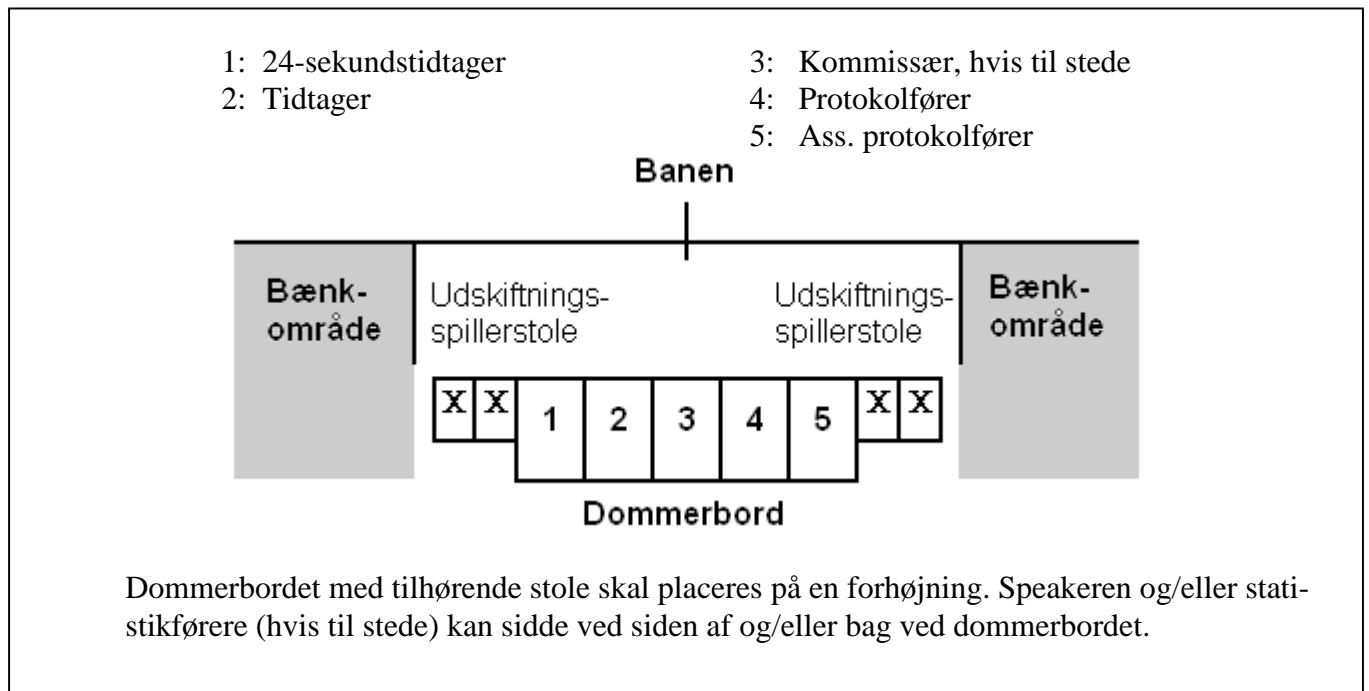 1: 24-sekundstidtager
2: Tidtager
3: Kommissær, hvis til stede
4: Protokolfører
5: Ass. protokolfører
Banen
Bænk-
område
Udskiftnings-
spillerstole
Udskiftnings-
spillerstole
Bænk-
område
X X 1 2 3 4 5 X X
Dommerbord
Dommerbordet med tilhørende stole skal placeres på en forhøjning. Speakeren og/eller stati-
stikførere (hvis til stede) kan sidde ved siden af og/eller bag ved dommerbordet.